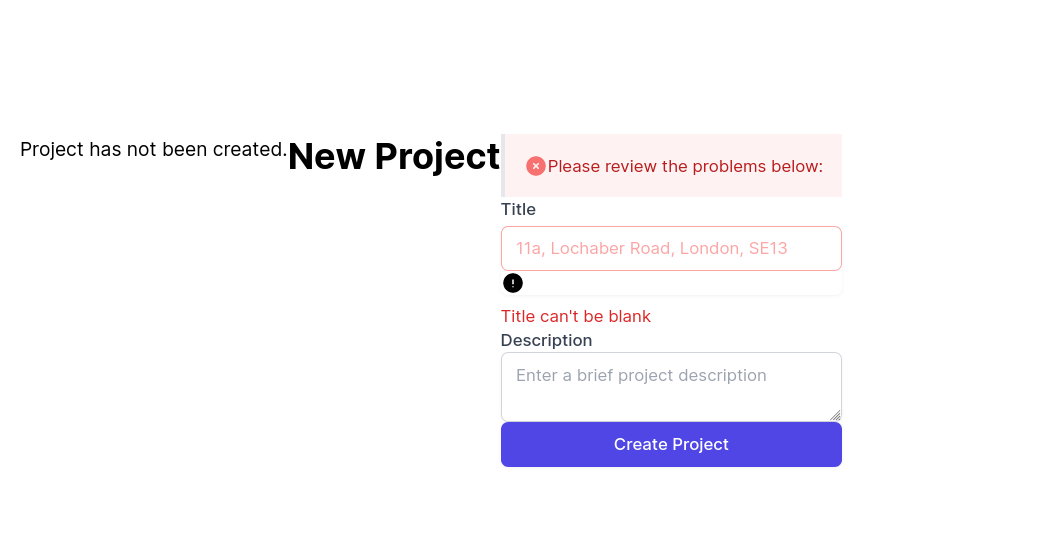 Project has not been created.
New Project
Please review the problems below:
Title
11a, Lochaber Road, London, SE13
Title can't be blank
Description
Enter a brief project description
Create Project